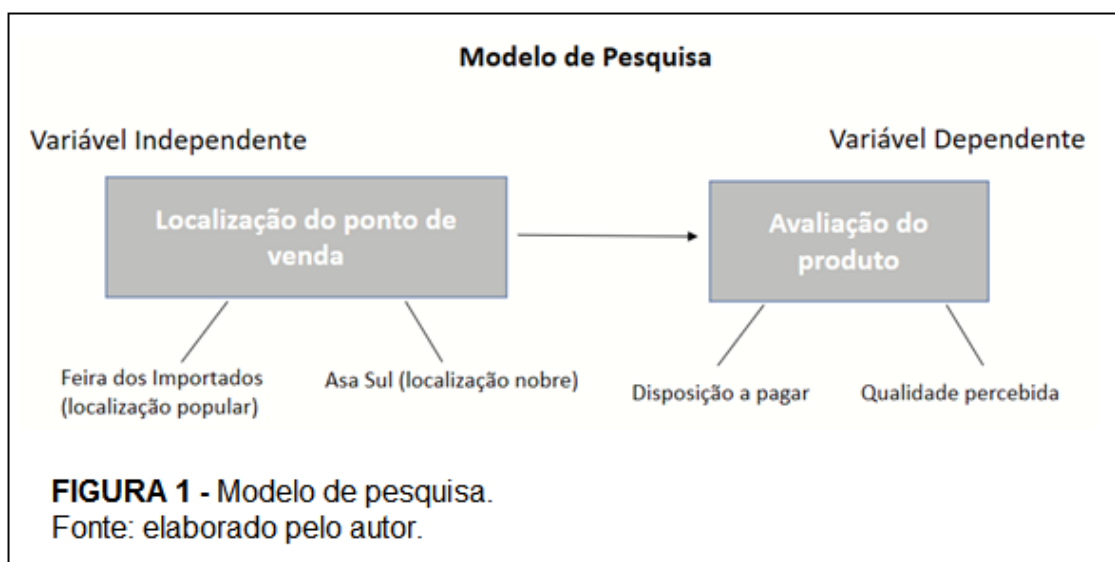 Modelo de Pesquisa
Variável Independente
Variável Dependente
Localização do ponto de
venda
Avaliação do
produto
Feira dos Importados
(localização popular)
Asa Sul (localização nobre)
Disposição a pagar
Qualidade percebida
FIGURA 1 - Modelo de pesquisa.
Fonte: elaborado pelo autor.